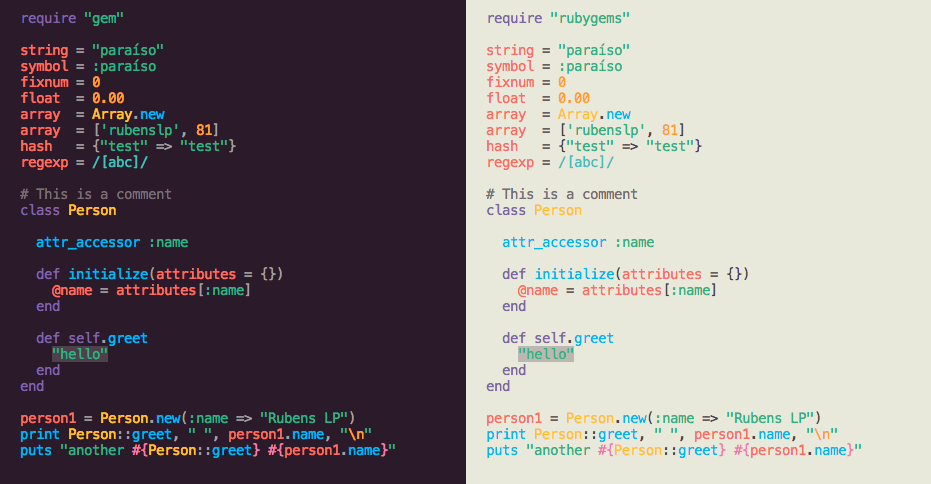 require "gem"

string = "paraíso"
symbol = :paraíso
fixnum = 0
float  = 0.00
array  = Array.new
array  = ['rubenslp', 81]
hash   = {"test" => "test"}
regexp = /[abc]/

# This is a comment
class Person

  attr_accessor :name

  def initialize(attributes = {})
    @name = attributes[:name]
  end

  def self.greet
    "hello"
  end
end

person1 = Person.new(:name => "Rubens LP")
print Person::greet, " ", person1.name, "\n"
puts "another #{Person::greet} #{person1.name}"

require "rubygems"

string = "paraíso"
symbol = :paraíso
fixnum = 0
float  = 0.00
array  = Array.new
array  = ['rubenslp', 81]
hash   = {"test" => "test"}
regexp = /[abc]/

# This is a comment
class Person

  attr_accessor :name

  def initialize(attributes = {})
    @name = attributes[:name]
  end

  def self.greet
    "hello"
  end
end

person1 = Person.new(:name => "Rubens LP")
print Person::greet, " ", person1.name, "\n"
puts "another #{Person::greet} #{person1.name}"